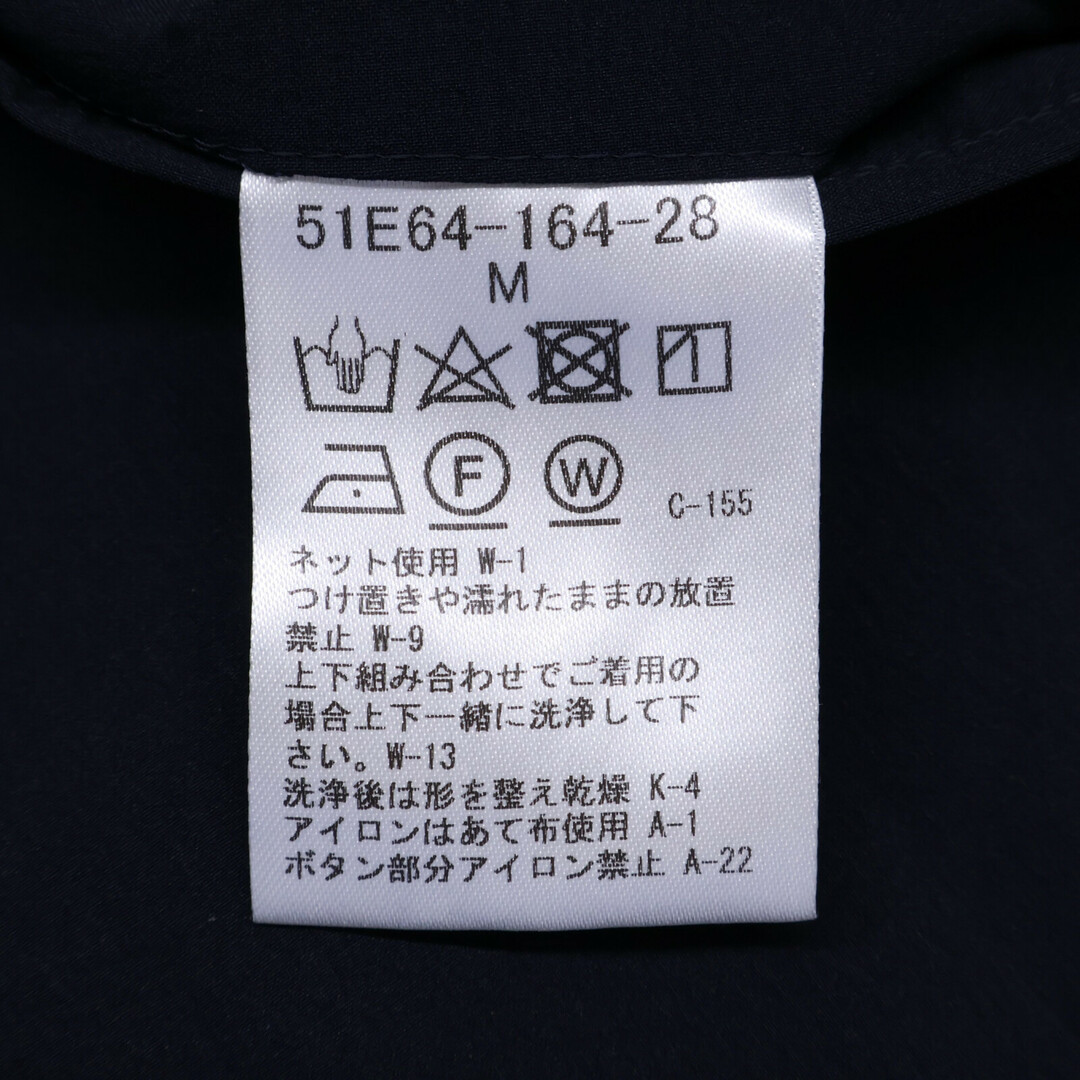 51E64-164-28
M
F W C-155
ネット使用 W-1
つけ置きや濡れたままの放置
禁止 W-9
上下組み合わせでご着用の
場合上下一緒に洗浄して下
さい。W-13
洗浄後は形を整え乾燥 K-4
アイロンはあて布使用 A-1
ボタン部分アイロン禁止 A-22